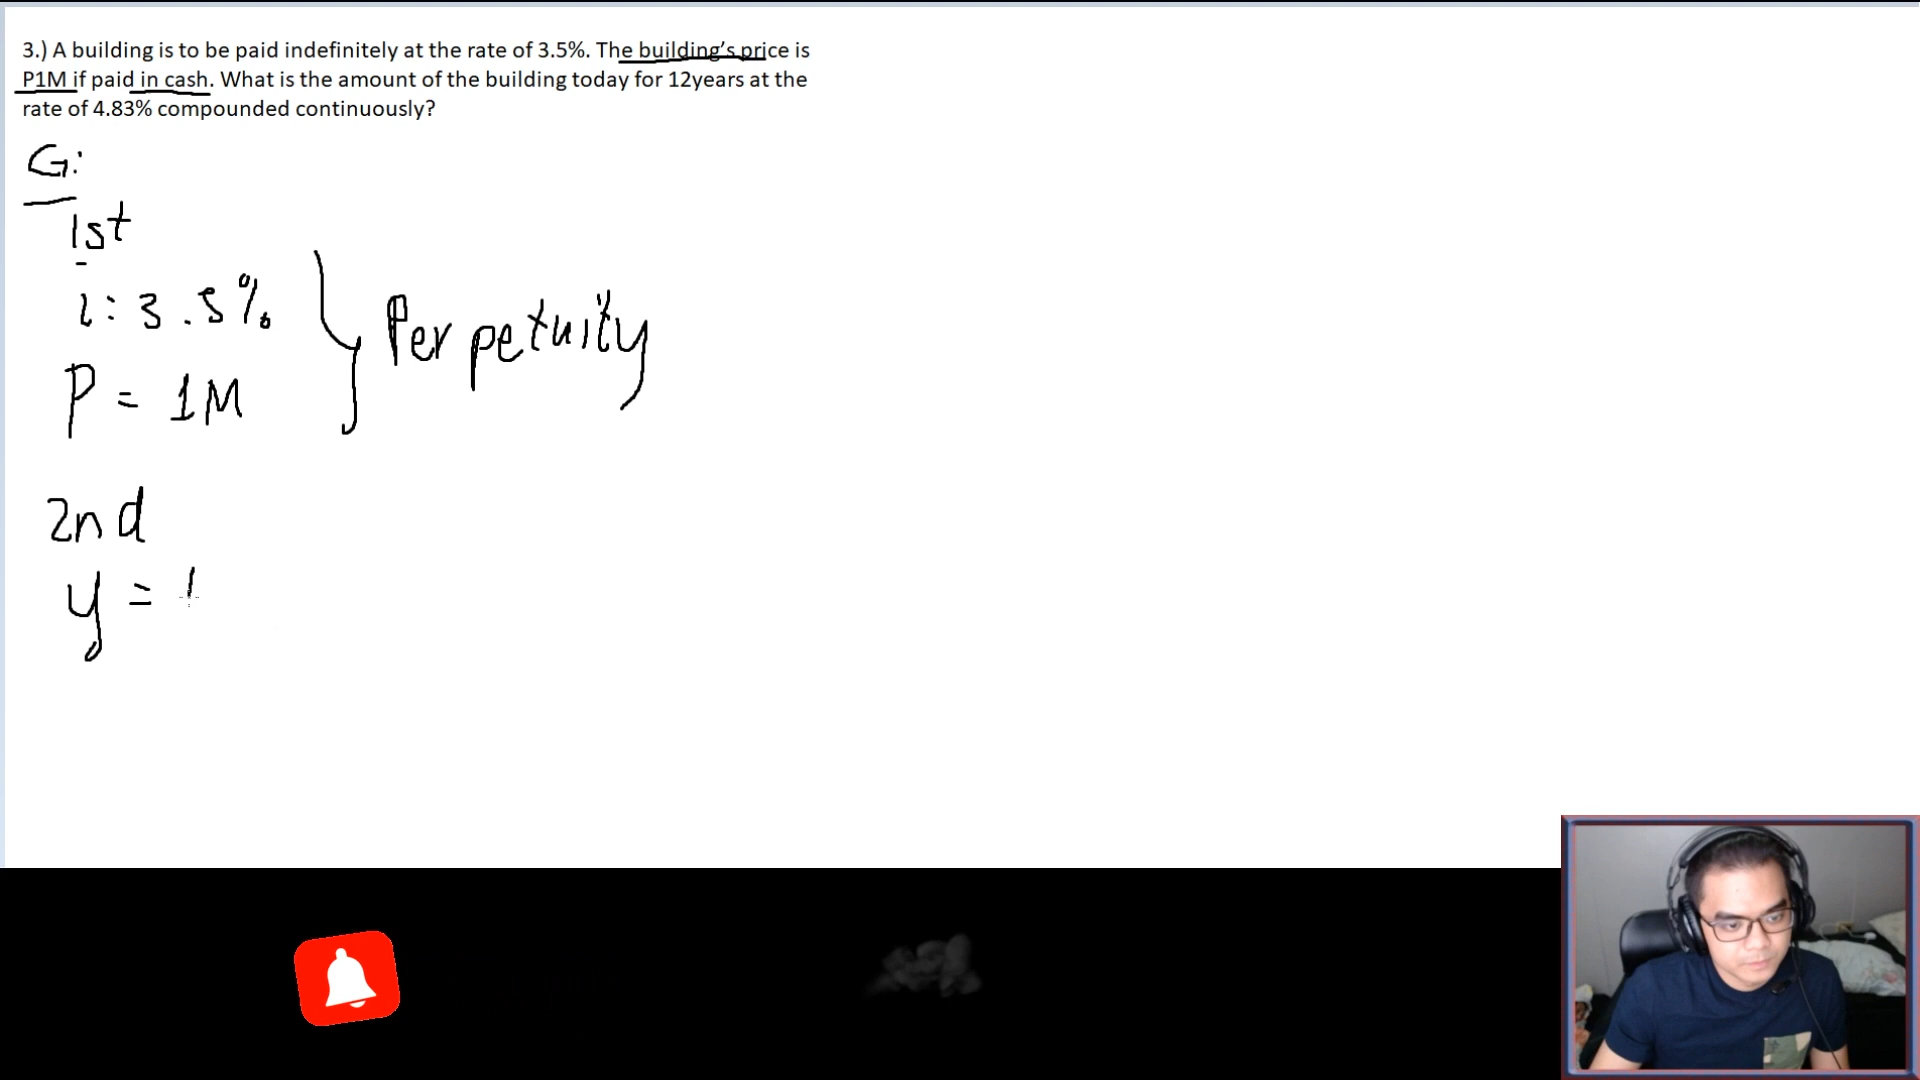 3.) A building is to be paid indefinitely at the rate of 3.5%. The building's price is
P1M if paid in cash. What is the amount of the building today for 12years at the
rate of 4.83% compounded continuously?
G:
1st
i: 3.5%
P = 1M
Perpetuity
2nd
y =